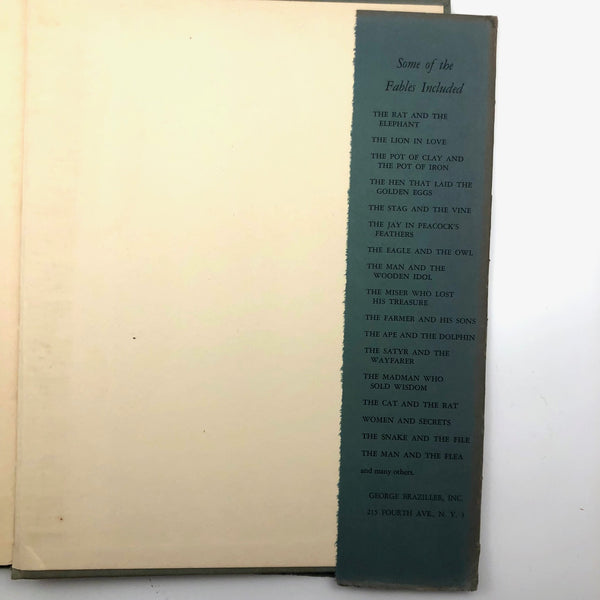 Some of the
Fables Included
THE RAT AND THE
ELEPHANT
THE LION IN LOVE
THE POT OF CLAY AND
THE POT OF IRON
THE HEN THAT LAID THE
GOLDEN EGGS
THE STAG AND THE VINE
THE JAY IN PEACOCK'S
FEATHERS
THE EAGLE AND THE OWL
THE MAN AND THE
WOODEN IDOL
THE MISER WHO LOST
HIS TREASURE
THE FARMER AND HIS SONS
THE APE AND THE DOLPHIN
THE SATYR AND THE
WAYFARER
THE MADMAN WHO
SOLD WISDOM
THE CAT AND THE RAT
WOMEN AND SECRETS
THE SNAKE AND THE FILE
THE MAN AND THE FLEA
and many others.
GEORGE BRAZILLER, INC.
215 FOURTH AVE., N. Y. 3